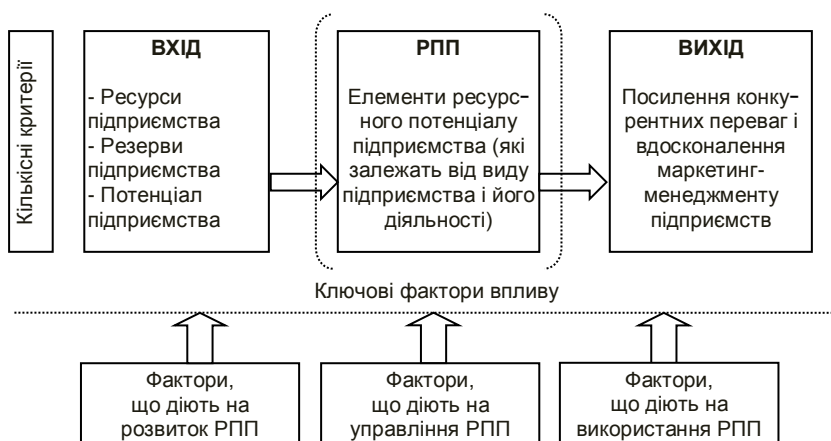 Кількісні критерії
ВХІД
- Ресурси
підприємства
- Резерви
підприємства
- Потенціал
підприємства
РПП
Елементи ресурс-
ного потенціалу
підприємства (які
залежать від виду
підприємства і його
діяльності)
ВИХІД
Посилення конку-
рентних переваг і
вдосконалення
маркетинг-
менеджменту
підприємств
Ключові фактори впливу
Фактори,
що діють на
розвиток РПП
Фактори,
що діють на
управління РПП
Фактори,
що діють на
використання РПП